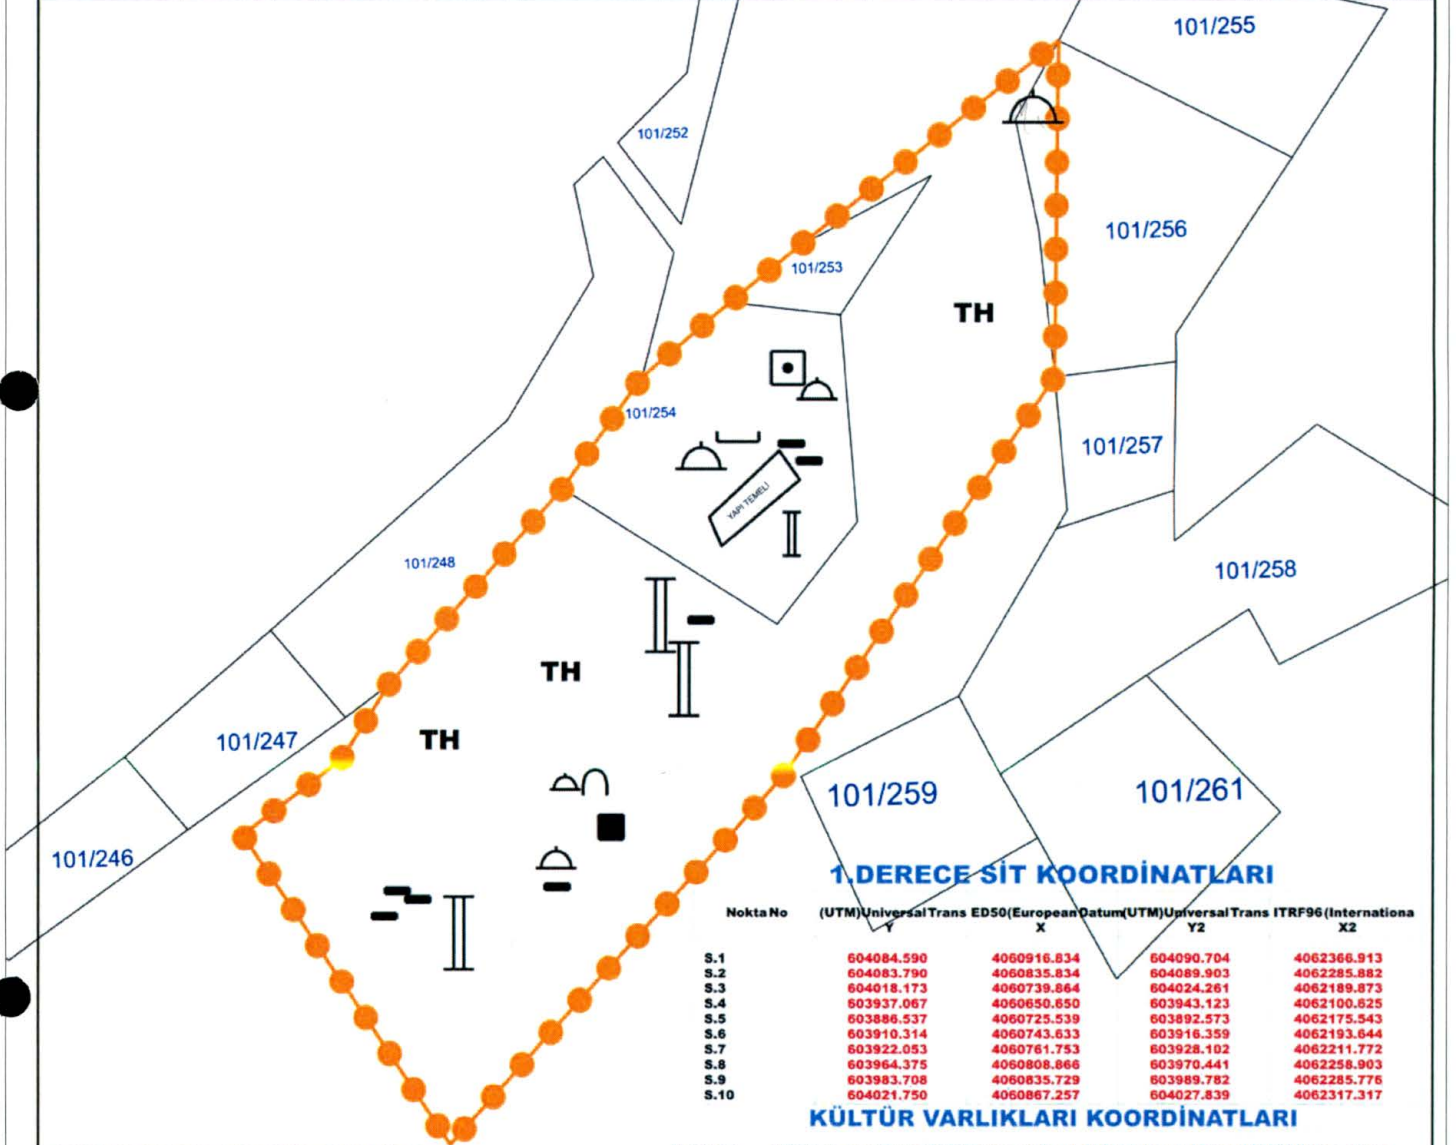 101/255
101/252
101/256
101/253
TH
101/254
101/257
YAPI TEMELİ
101/248
101/258
TH
101/247
TH
101/259
101/261
101/246
1.DERECE SİT KOORDİNATLARI
Nokta No (UTM)Universal Trans ED50(European Datum (UTM)Universal Trans ITRF96(Internationa
Y X Y2 X2
S.1 604084.590 4060916.834 604090.704 4062366.913
S.2 604083.790 4060835.834 604089.903 4062285.882
S.3 604018.173 4060739.864 604024.261 4062189.873
S.4 603937.067 4060650.650 603943.123 4062100.625
S.5 603886.537 4060725.539 603892.573 4062175.543
S.6 603910.314 4060743.633 603916.359 4062193.644
S.7 603922.053 4060761.753 603928.102 4062211.772
S.8 603964.375 4060808.866 603970.441 4062258.903
S.9 603983.708 4060835.729 603989.782 4062285.776
S.10 604021.750 4060867.257 604027.839 4062317.317
KÜLTÜR VARLIKLARI KOORDİNATLARI